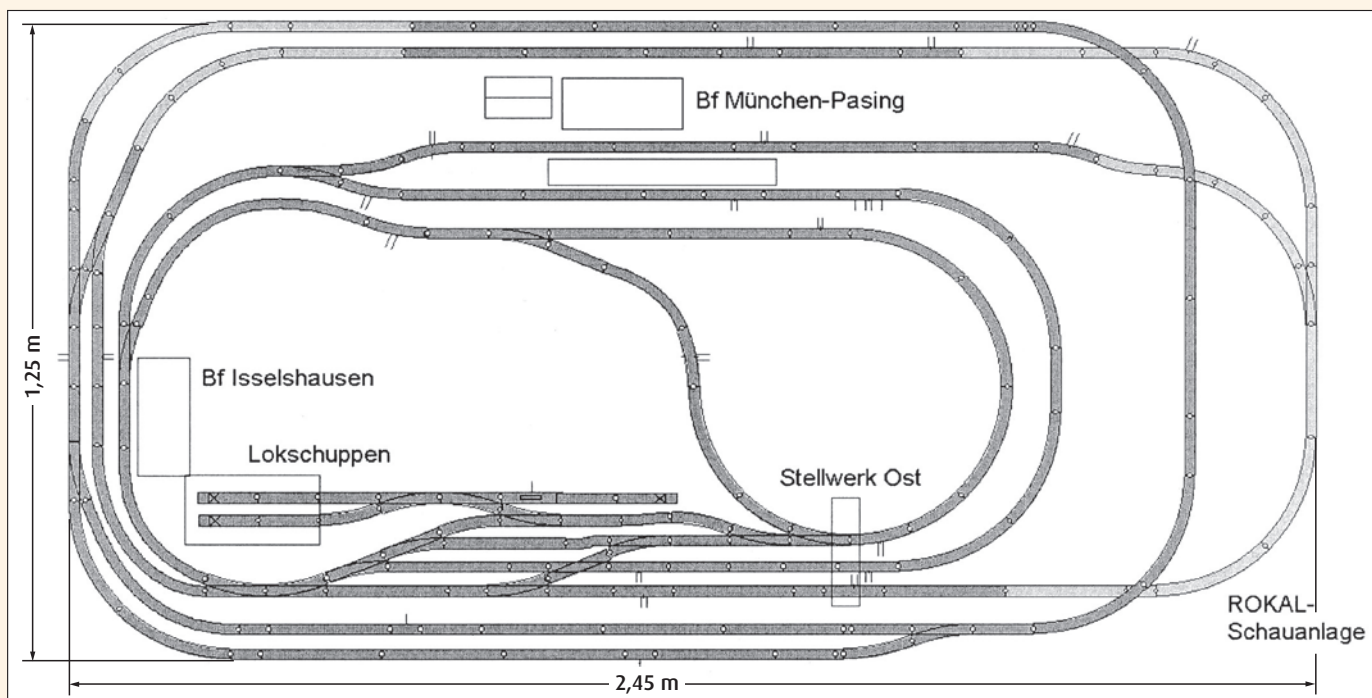 Bf München-Pasing
1,25 m
Bf Isselshausen
Lokschuppen
Stellwerk Ost
ROKAL-
Schauanlage
2,45 m